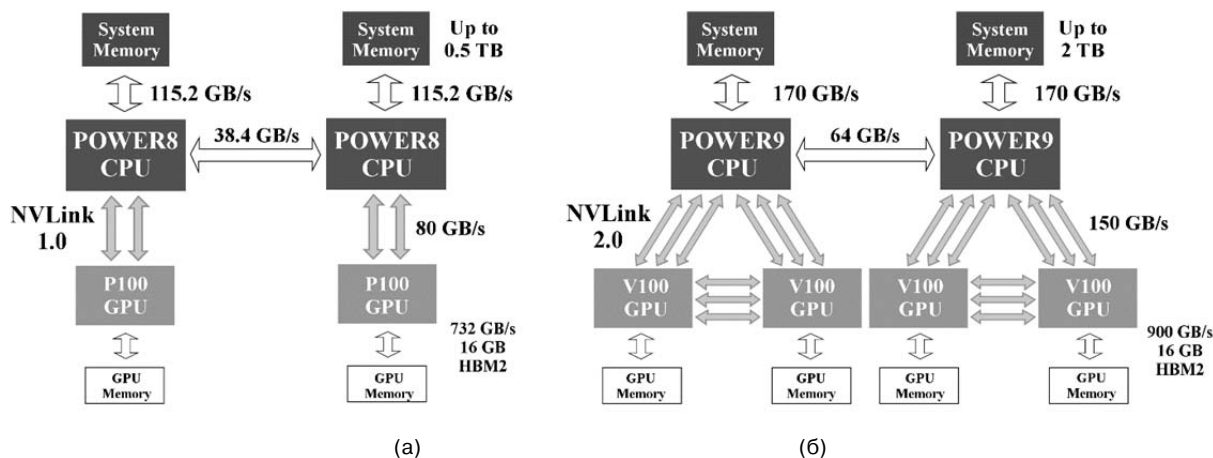 System
Memory
System
Memory
Up to
0.5 TB
115.2 GB/s
115.2 GB/s
POWER8
CPU
38.4 GB/s
POWER8
CPU
NVLink
1.0
80 GB/s
P100
GPU
P100
GPU
732 GB/s
16 GB
HBM2
GPU
Memory
GPU
Memory
(а)
System
Memory
System
Memory
Up to
2 TB
170 GB/s
170 GB/s
POWER9
CPU
64 GB/s
POWER9
CPU
NVLink
2.0
150 GB/s
V100
GPU
V100
GPU
V100
GPU
V100
GPU
900 GB/s
16 GB
HBM2
GPU
Memory
GPU
Memory
GPU
Memory
GPU
Memory
(б)